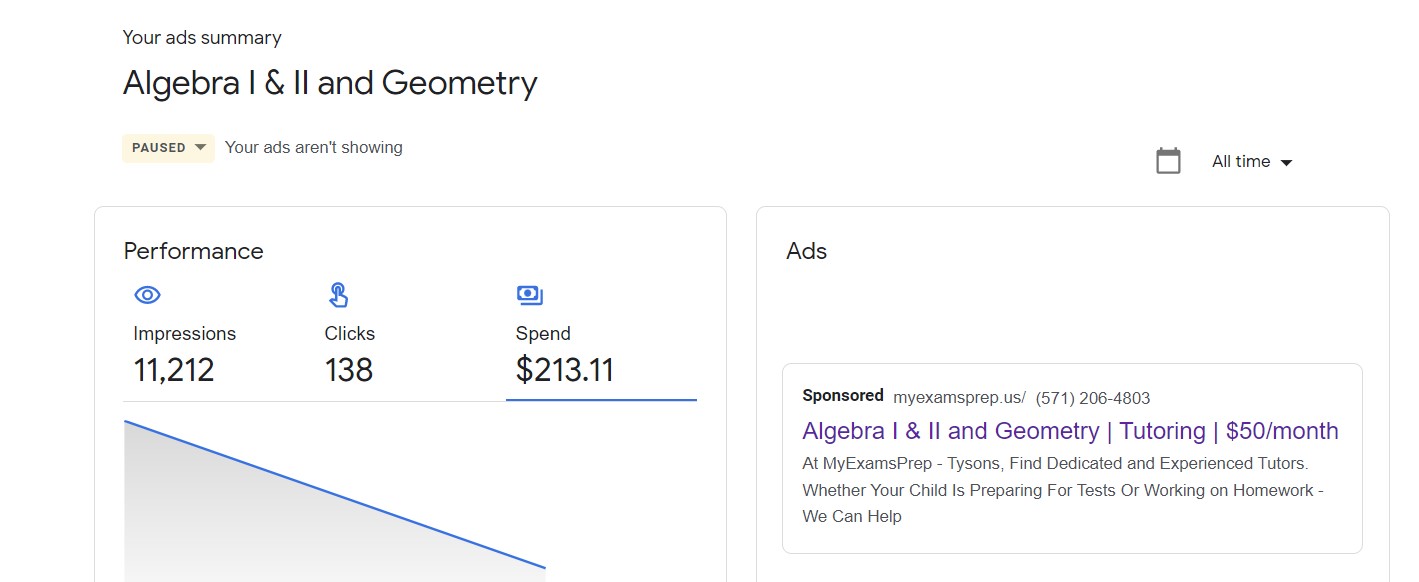 Your ads summary
Algebra I & II and Geometry
PAUSED Your ads aren't showing
All time
Performance
Impressions Clicks Spend
11,212 138 $213.11
Ads
Sponsored myexamsprep.us/ (571) 206-4803
Algebra I & II and Geometry | Tutoring | $50/month
At MyExamsPrep - Tysons, Find Dedicated and Experienced Tutors.
Whether Your Child Is Preparing For Tests Or Working on Homework -
We Can Help